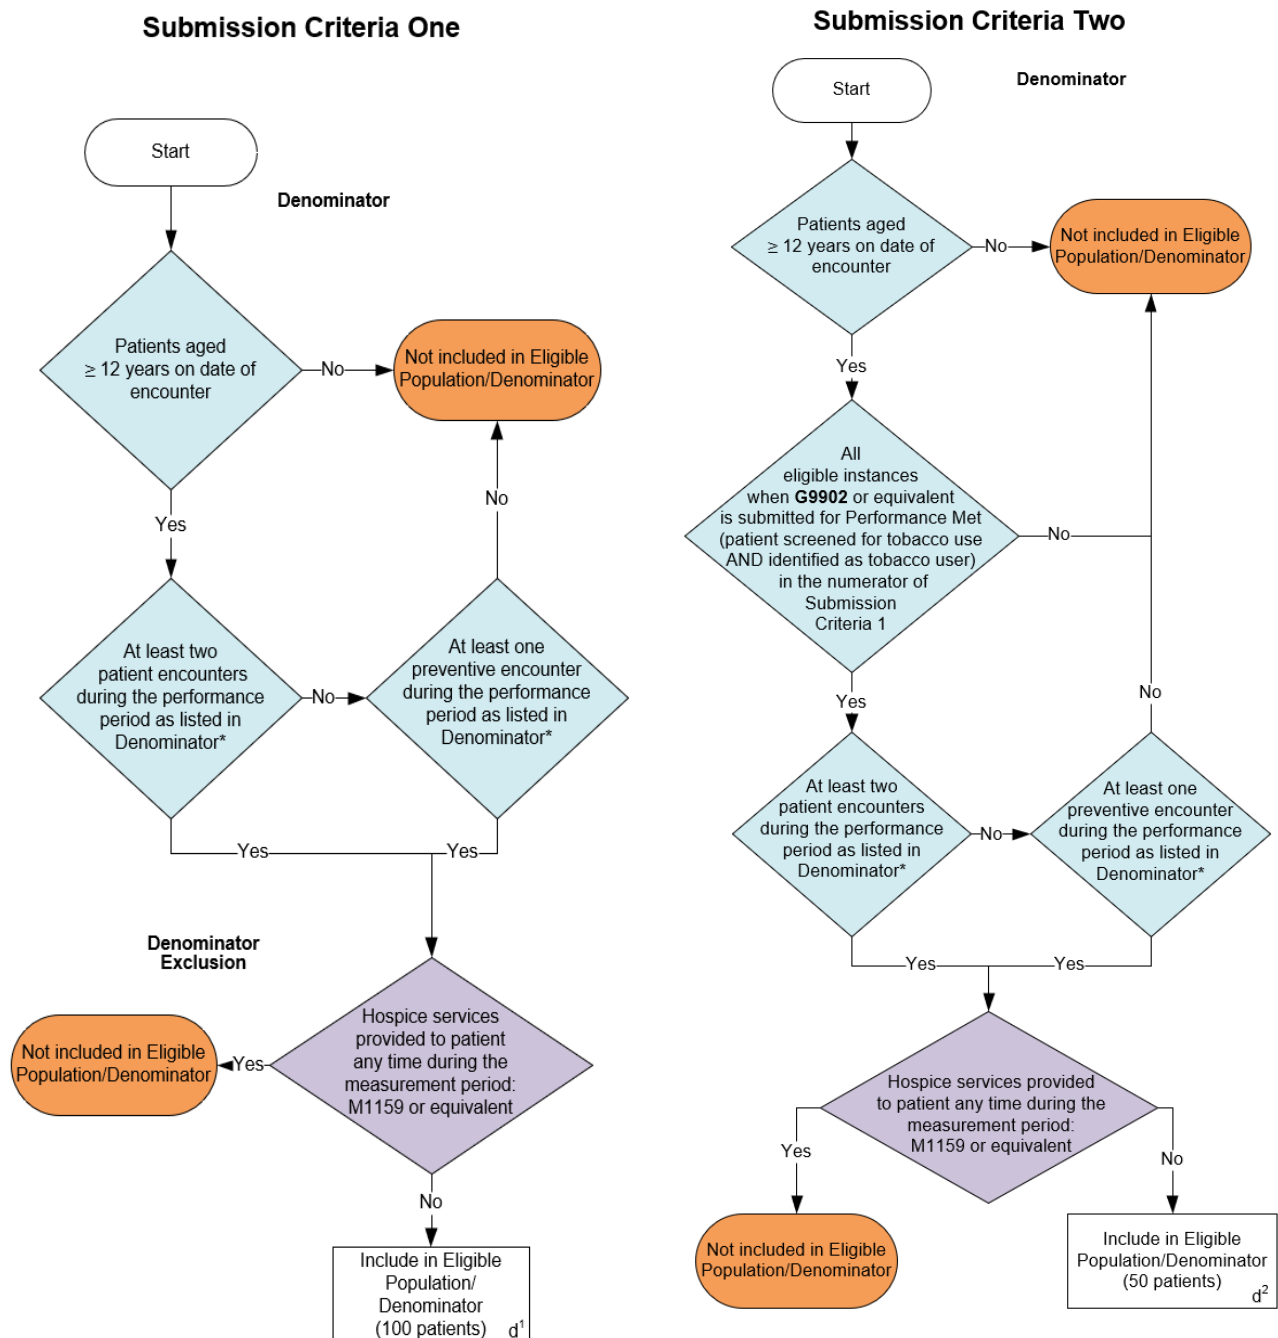 Submission Criteria One
Start
Denominator
Patients aged
≥ 12 years on date of
encounter
No
Not included in Eligible
Population/Denominator
Yes
No
At least two
patient encounters
during the performance
period as listed in
Denominator*
No
At least one
preventive encounter
during the performance
period as listed in
Denominator*
Yes
Yes
Denominator
Exclusion
Hospice services
provided to patient
any time during the
measurement period:
M1159 or equivalent
Yes
Not included in Eligible
Population/Denominator
No
Include in Eligible
Population/
Denominator
(100 patients) d¹
Submission Criteria Two
Start
Denominator
Patients aged
≥ 12 years on date of
encounter
No
Not included in Eligible
Population/Denominator
Yes
All
eligible instances
when G9902 or equivalent
is submitted for Performance Met
(patient screened for tobacco use
AND identified as tobacco user)
in the numerator of
Submission
Criteria 1
No
Yes
No
At least two
patient encounters
during the performance
period as listed in
Denominator*
No
At least one
preventive encounter
during the performance
period as listed in
Denominator*
Yes
Yes
Hospice services provided
to patient any time during the
measurement period:
M1159 or equivalent
Yes
No
Not included in Eligible
Population/Denominator
Include in Eligible
Population/Denominator
(50 patients)
d²